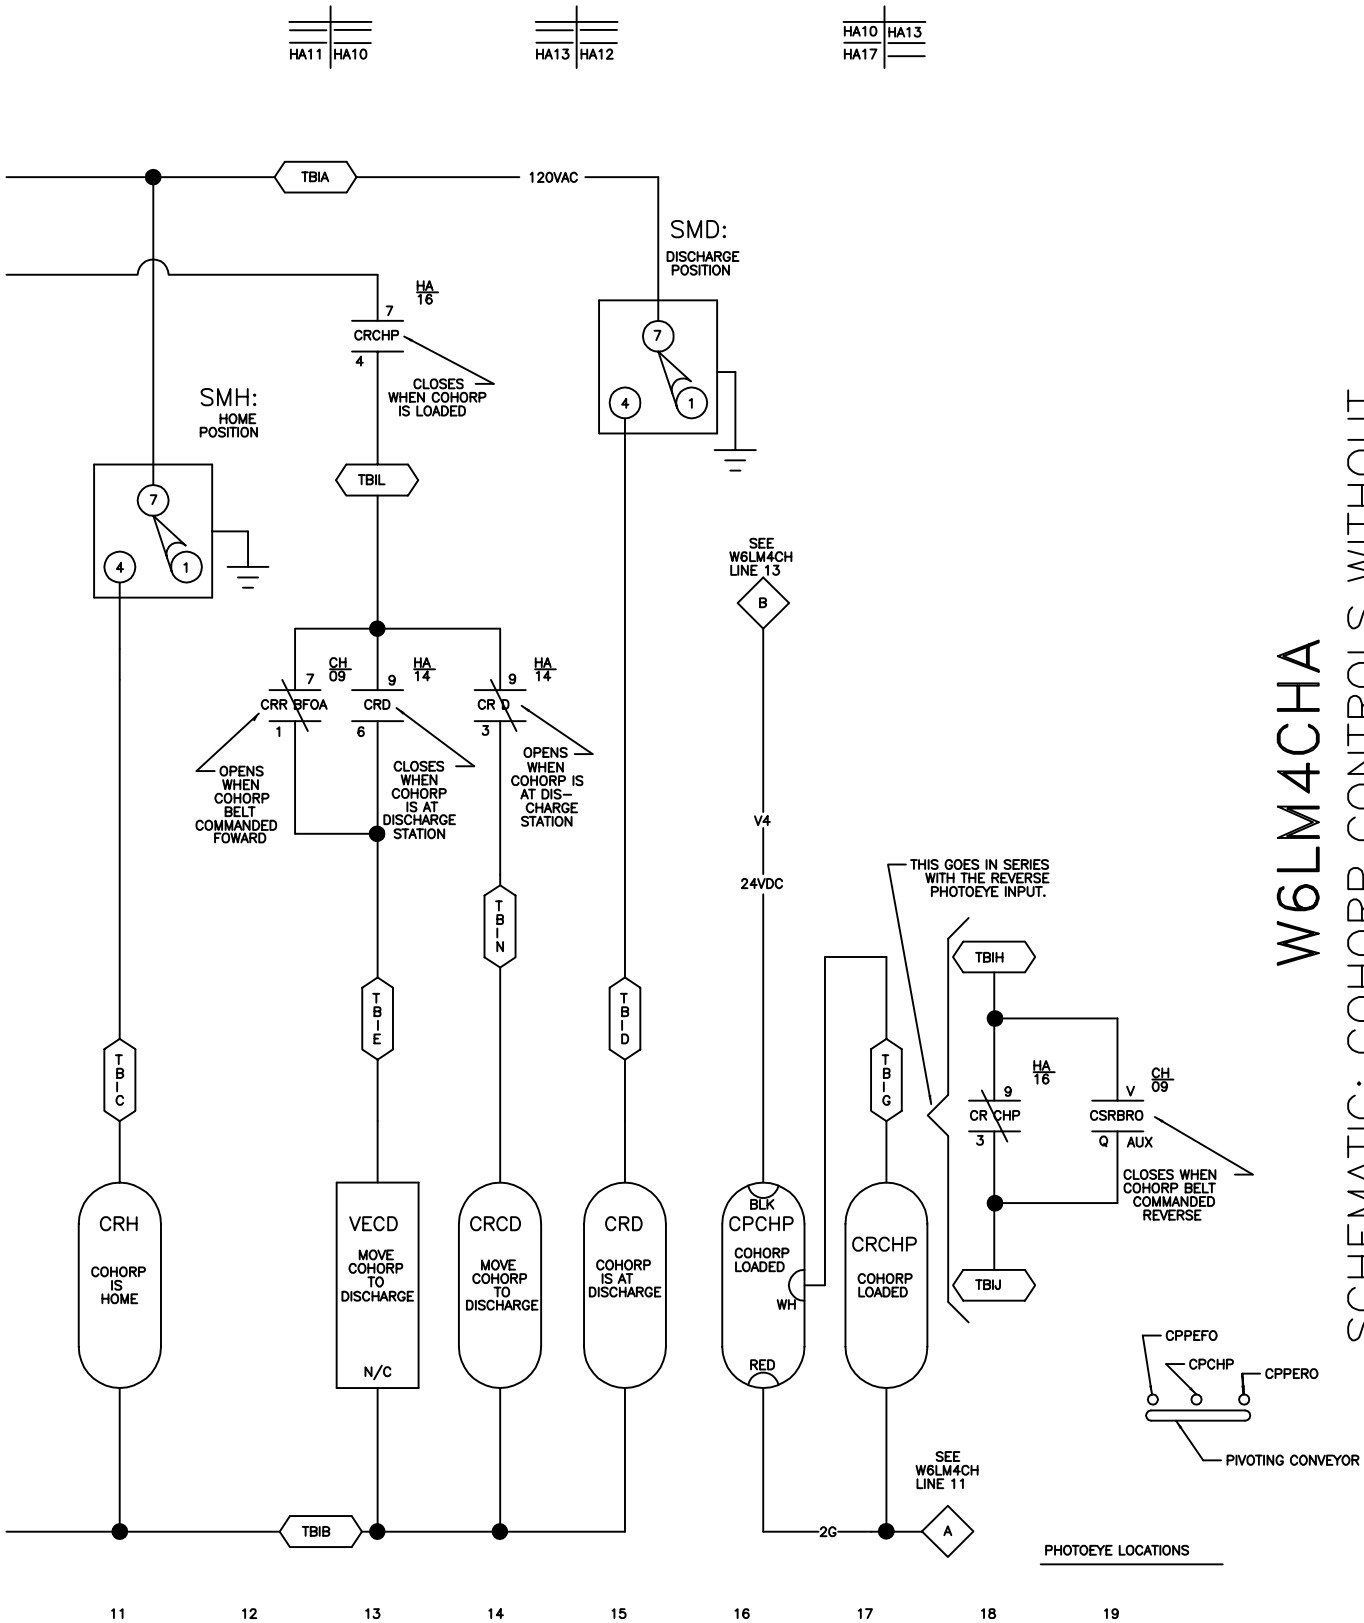 HA11 HA10
HA13 HA12
HA10 HA13
HA17
TBIA
120VAC
SMD:
DISCHARGE
POSITION
HA
16
7
CRCHP
4
CLOSES
WHEN COHORP
IS LOADED
7
4
1
SMH:
HOME
POSITION
7
4
1
TBIL
SEE
W6LM4CH
LINE 13
B
7
CH
09
CRR BFOA
1
OPENS
WHEN
COHORP
BELT
COMMANDED
FOWARD
9
HA
14
CRD
6
CLOSES
WHEN
COHORP
IS AT
DISCHARGE
STATION
9
HA
14
CR D
3
OPENS
WHEN
COHORP IS
AT DIS-
CHARGE
STATION
V4
24VDC
THIS GOES IN SERIES
WITH THE REVERSE
PHOTOEYE INPUT.
TBIN
TBIE
TBID
TBIC
TBIG
TBIH
HA
16
9
CR CHP
3
CH
09
V
CSRBRO
Q AUX
CLOSES WHEN
COHORP BELT
COMMANDED
REVERSE
TBIJ
CRH
COHORP
IS
HOME
VECD
MOVE
COHORP
TO
DISCHARGE
N/C
CRCD
MOVE
COHORP
TO
DISCHARGE
CRD
COHORP
IS AT
DISCHARGE
BLK
CPCHP
COHORP
LOADED
WH
RED
CRCHP
COHORP
LOADED
CPPEFO
CPCHP
CPPERO
PIVOTING CONVEYOR
PHOTOEYE LOCATIONS
SEE
W6LM4CH
LINE 11
A
2G
TBIB
11 12 13 14 15 16 17 18 19
W6LM4CHA
SCHEMATIC: COHORP CONTROLS WITHOUT